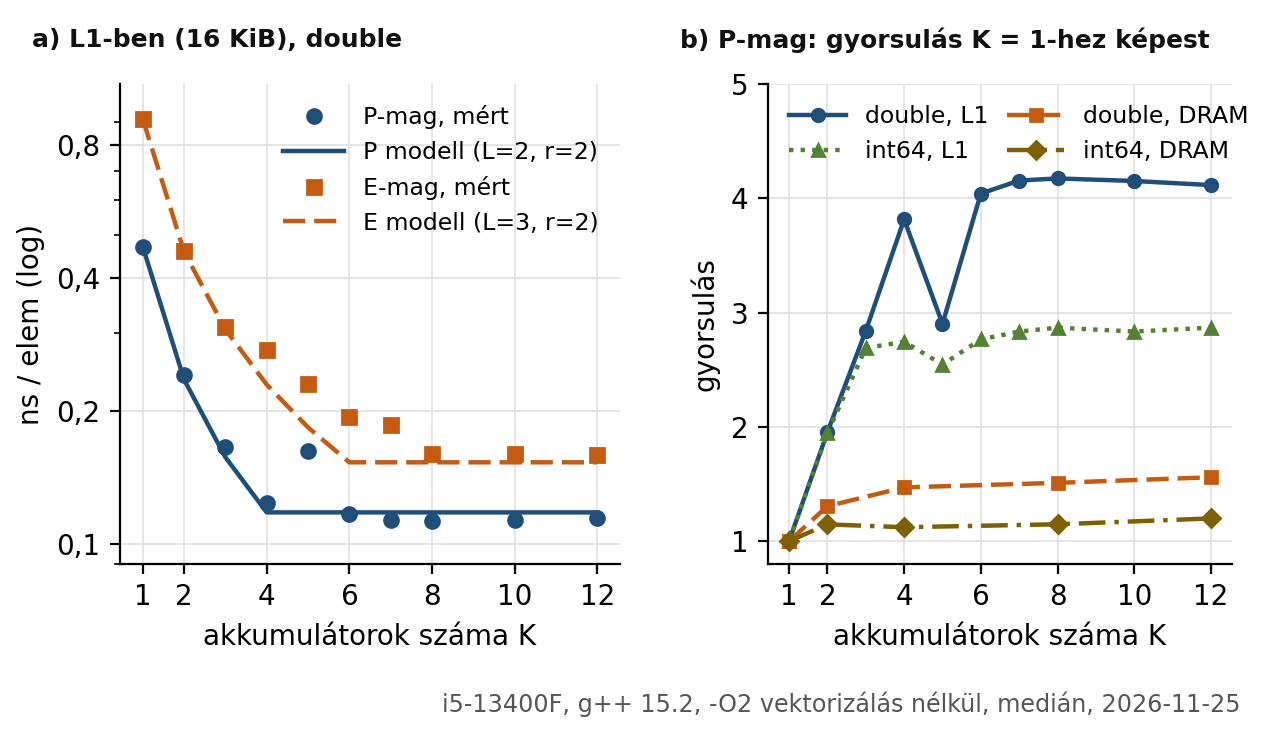 a) L1-ben (16 KiB), double
ns / elem (log)
0,8
0,4
0,2
0,1
P-mag, mért
P modell (L=2, r=2)
E-mag, mért
E modell (L=3, r=2)
1 2 4 6 8 10 12
akkumulátorok száma K
b) P-mag: gyorsulás K = 1-hez képest
gyorsulás
5
4
3
2
1
double, L1
int64, L1
double, DRAM
int64, DRAM
1 2 4 6 8 10 12
akkumulátorok száma K
i5-13400F, g++ 15.2, -O2 vektorizálás nélkül, medián, 2026-11-25